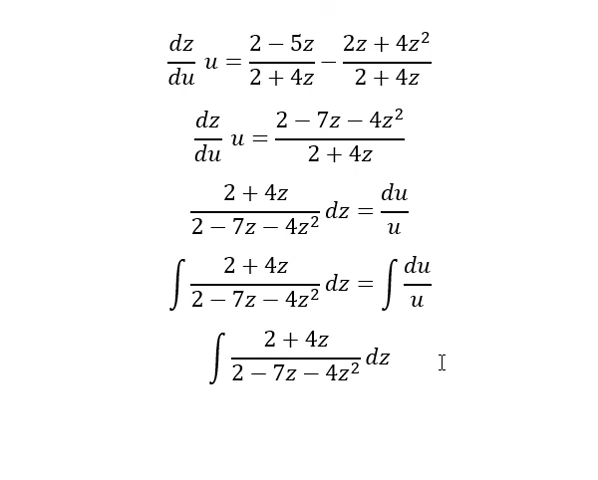 dz/du u = (2 − 5z)/(2 + 4z) − (2z + 4z²)/(2 + 4z)
dz/du u = (2 − 7z − 4z²)/(2 + 4z)
(2 + 4z)/(2 − 7z − 4z²) dz = du/u
∫ (2 + 4z)/(2 − 7z − 4z²) dz = ∫ du/u
∫ (2 + 4z)/(2 − 7z − 4z²) dz